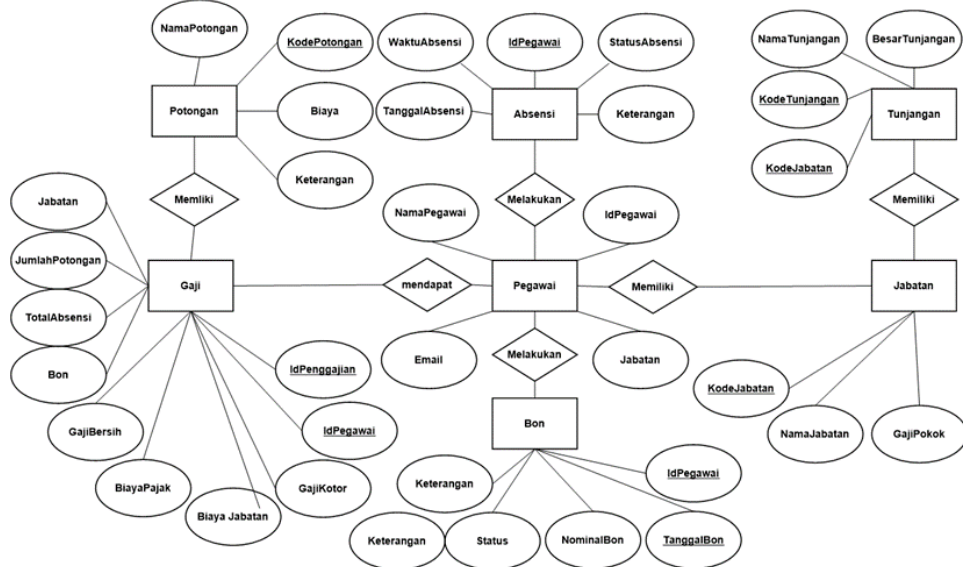 NamaPotongan
KodePotongan
WaktuAbsensi
IdPegawai
StatusAbsensi
NamaTunjangan
BesarTunjangan
Potongan
Biaya
TanggalAbsensi
Absensi
Keterangan
KodeTunjangan
Tunjangan
Keterangan
KodeJabatan
Jabatan
Memliki
NamaPegawai
Melakukan
IdPegawai
Memiliki
JumlahPotongan
Gaji
mendapat
Pegawai
Memiliki
Jabatan
TotalAbsensi
Bon
IdPenggajian
Email
Melakukan
Jabatan
KodeJabatan
GajiBersih
IdPegawai
Bon
NamaJabatan
GajiPokok
BiayaPajak
GajiKotor
Keterangan
IdPegawai
Biaya Jabatan
Keterangan
Status
NominalBon
TanggalBon